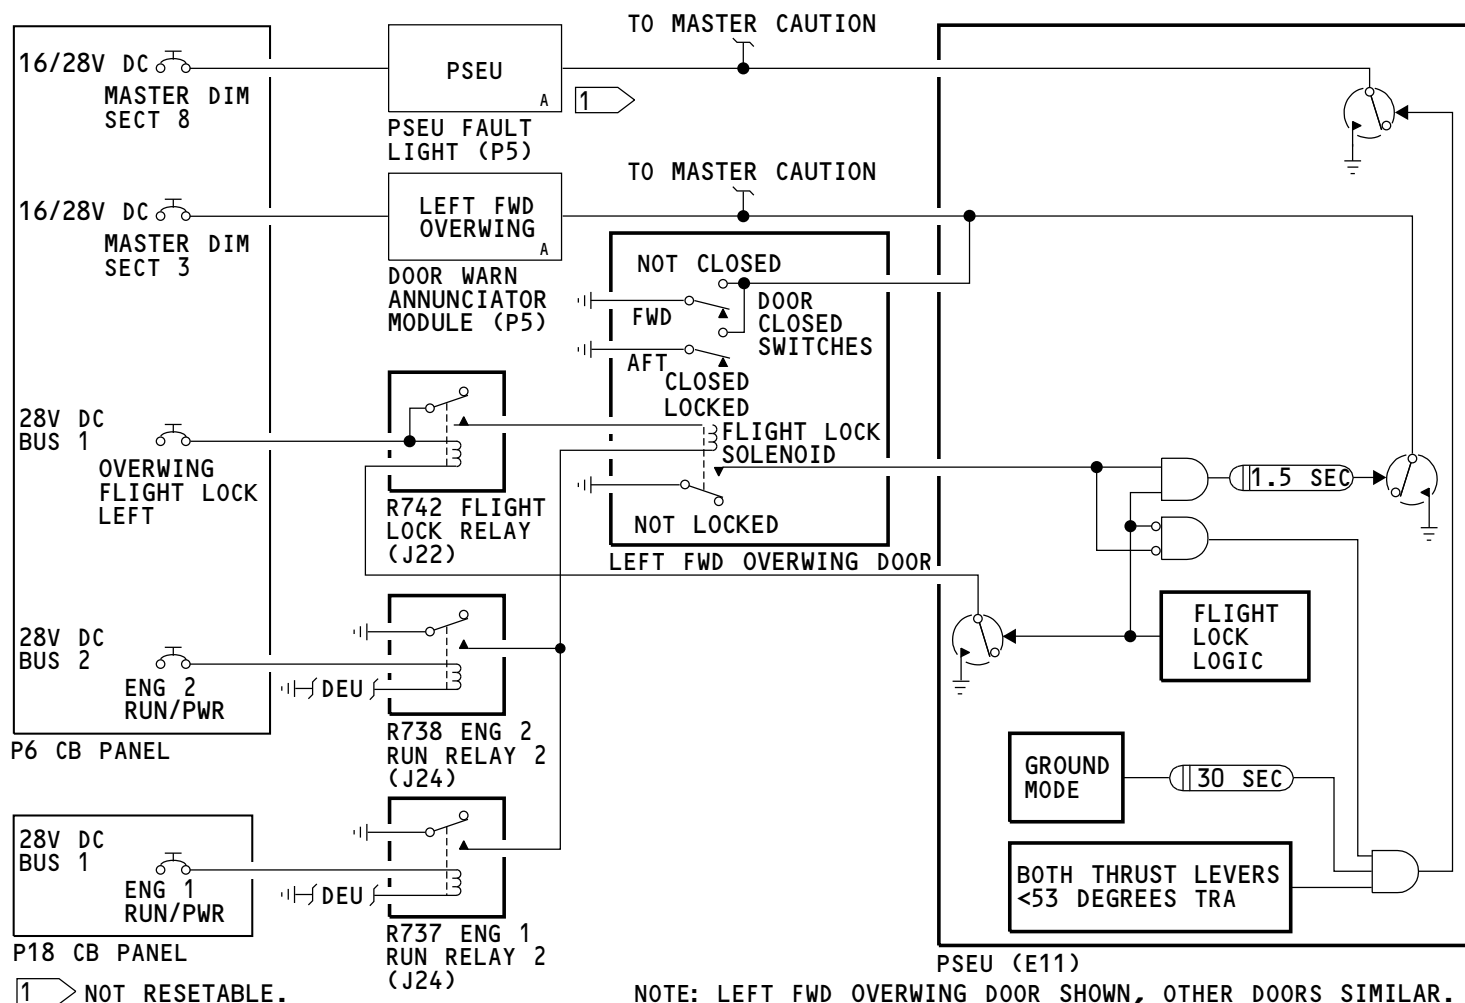 TO MASTER CAUTION
16/28V DC
MASTER DIM
SECT 8
PSEU
A
1
PSEU FAULT
LIGHT (P5)
TO MASTER CAUTION
16/28V DC
MASTER DIM
SECT 3
LEFT FWD
OVERWING
A
DOOR WARN
ANNUNCIATOR
MODULE (P5)
NOT CLOSED
FWD
DOOR
CLOSED
SWITCHES
AFT
CLOSED
LOCKED
FLIGHT LOCK
SOLENOID
NOT LOCKED
LEFT FWD OVERWING DOOR
28V DC
BUS 1
OVERWING
FLIGHT LOCK
LEFT
R742 FLIGHT
LOCK RELAY
(J22)
1.5 SEC
FLIGHT
LOCK
LOGIC
28V DC
BUS 2
ENG 2
RUN/PWR
DEU
R738 ENG 2
RUN RELAY 2
(J24)
P6 CB PANEL
GROUND
MODE
30 SEC
28V DC
BUS 1
ENG 1
RUN/PWR
DEU
R737 ENG 1
RUN RELAY 2
(J24)
P18 CB PANEL
BOTH THRUST LEVERS
<53 DEGREES TRA
PSEU (E11)
1 NOT RESETABLE.
NOTE: LEFT FWD OVERWING DOOR SHOWN, OTHER DOORS SIMILAR.